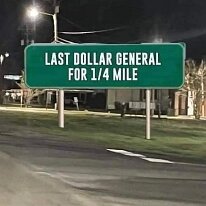 LAST DOLLAR GENERAL
FOR 1/4 MILE